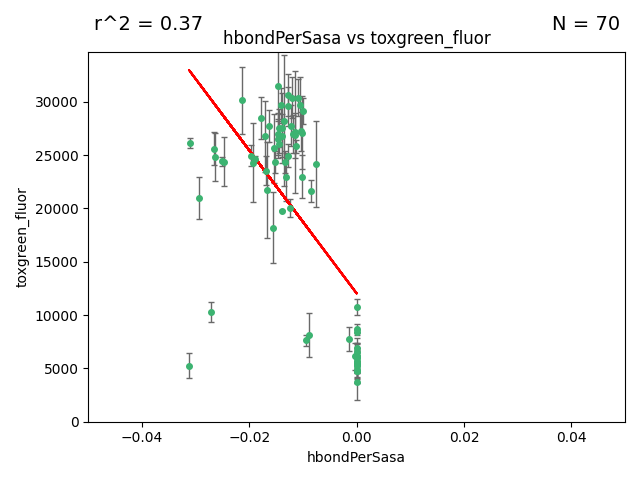 r^2 = 0.37
N = 70
hbondPerSasa vs toxgreen_fluor
toxgreen_fluor
30000
25000
20000
15000
10000
5000
0
−0.04
−0.02
0.00
0.02
0.04
hbondPerSasa